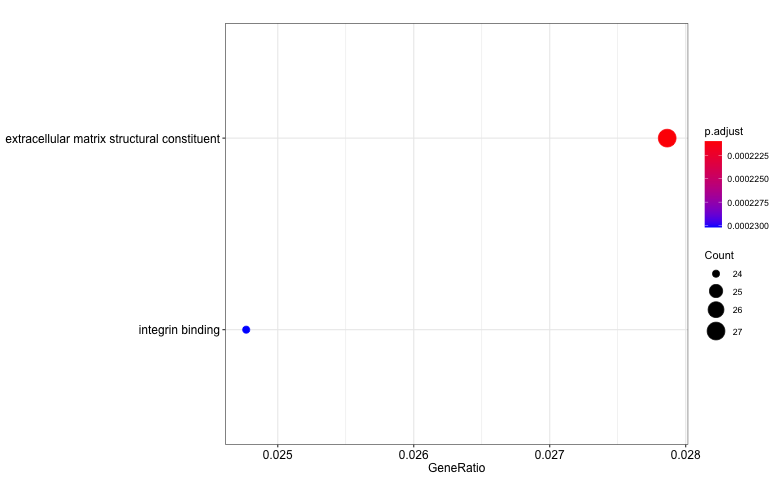 extracellular matrix structural constituent
integrin binding
0.025
0.026
0.027
0.028
GeneRatio
p.adjust
0.0002225
0.0002250
0.0002275
0.0002300
Count
24
25
26
27